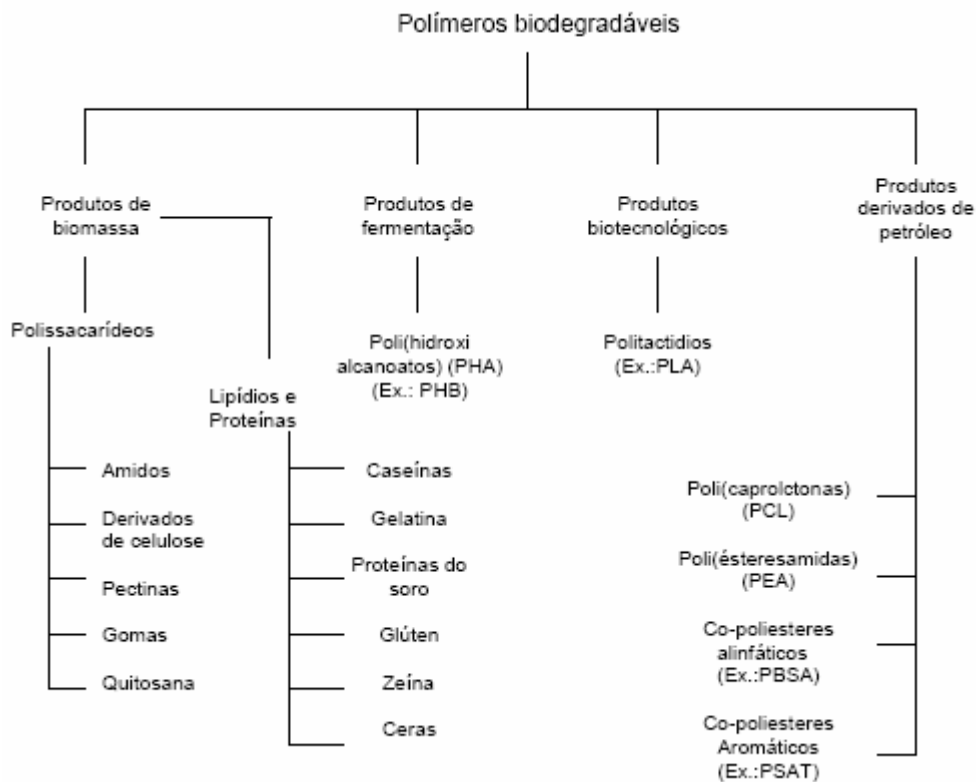 Polímeros biodegradáveis
Produtos de
biomassa
Produtos de
fermentação
Produtos
biotecnológicos
Produtos
derivados de
petróleo
Polissacarídeos
Lipídios e
Proteínas
Poli(hidroxi
alcanoatos) (PHA)
(Ex.: PHB)
Politactidios
(Ex.:PLA)
Amidos
Derivados
de celulose
Pectinas
Gomas
Quitosana
Caseínas
Gelatina
Proteínas do
soro
Glúten
Zeína
Ceras
Poli(caprolctonas)
(PCL)
Poli(ésteresamidas)
(PEA)
Co-poliesteres
alinfáticos
(Ex.:PBSA)
Co-poliesteres
Aromáticos
(Ex.:PSAT)